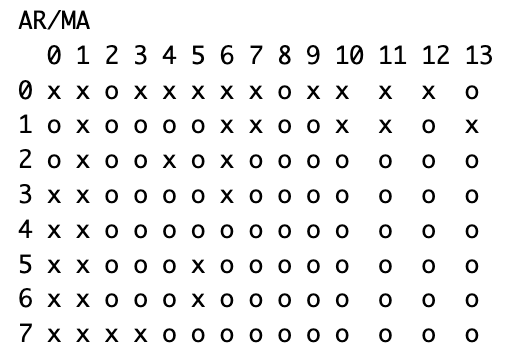 AR/MA
0 1 2 3 4 5 6 7 8 9 10 11 12 13
0 x x o x x x x x o x x x x o
1 o x o o o o x x o o x x o x
2 o x o o x o x o o o o o o o
3 x x o o o o x o o o o o o o
4 x x o o o o o o o o o o o o
5 x x o o o x o o o o o o o o
6 x x o o o x o o o o o o o o
7 x x x x o o o o o o o o o o